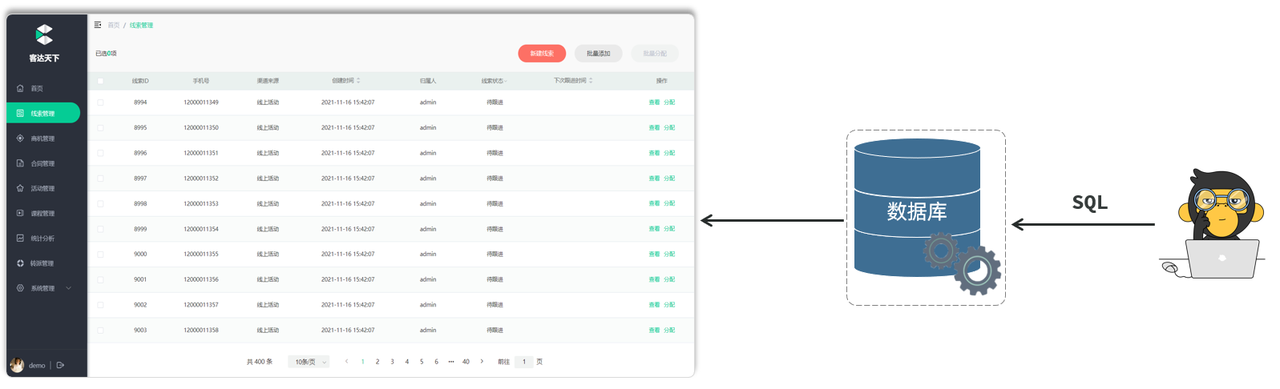 客达天下
首页
线索管理
商机管理
合同管理
活动管理
课程管理
统计分析
转派管理
系统管理
demo
首页 / 线索管理
已选0项
新建线索 批量添加 批量分配
线索ID 手机号 渠道来源 创建时间 归属人 线索状态 下次跟进时间 操作
8994 12000011349 线上活动 2021-11-16 15:42:07 admin 待跟进 查看 分配
8995 12000011350 线上活动 2021-11-16 15:42:07 admin 待跟进 查看 分配
8996 12000011351 线上活动 2021-11-16 15:42:07 admin 待跟进 查看 分配
8997 12000011352 线上活动 2021-11-16 15:42:07 admin 待跟进 查看 分配
8998 12000011353 线上活动 2021-11-16 15:42:07 admin 待跟进 查看 分配
8999 12000011354 线上活动 2021-11-16 15:42:07 admin 待跟进 查看 分配
9000 12000011355 线上活动 2021-11-16 15:42:07 admin 待跟进 查看 分配
9001 12000011356 线上活动 2021-11-16 15:42:07 admin 待跟进 查看 分配
9002 12000011357 线上活动 2021-11-16 15:42:07 admin 待跟进 查看 分配
9003 12000011358 线上活动 2021-11-16 15:42:07 admin 待跟进 查看 分配
共 400 条 10条/页 1 2 3 4 5 6 ••• 40 前往 1 页
数据库
SQL